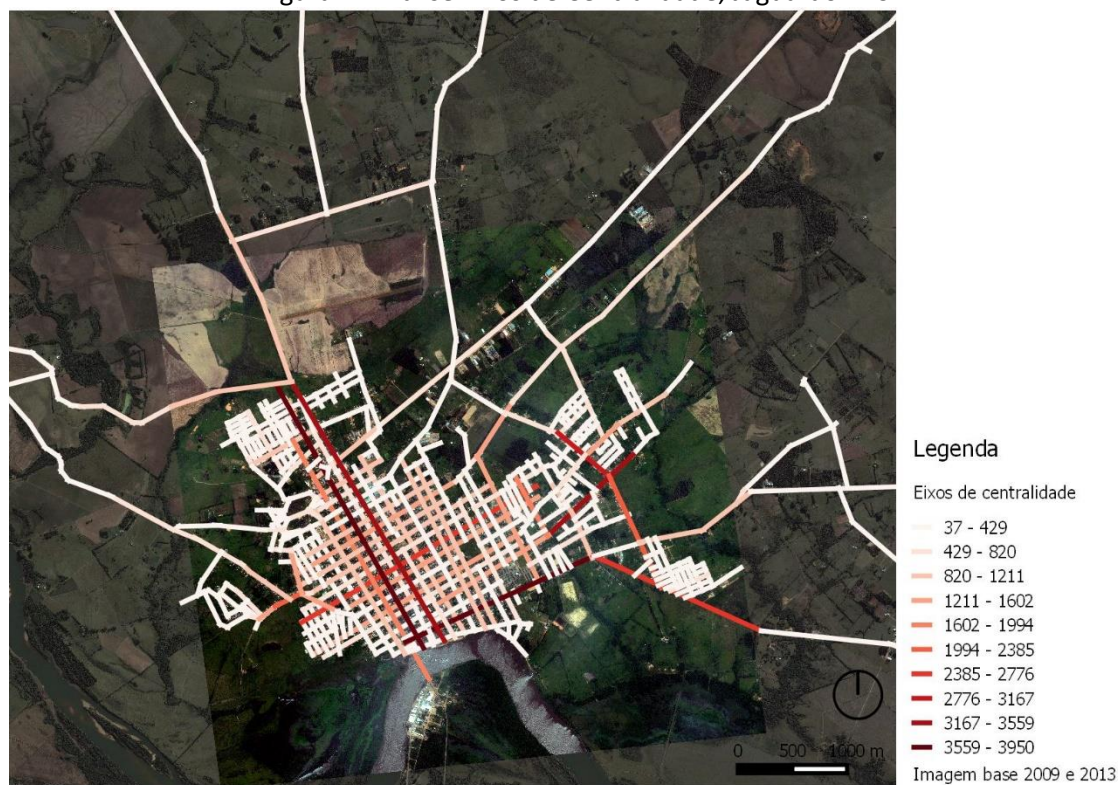 Legenda
Eixos de centralidade
37 - 429
429 - 820
820 - 1211
1211 - 1602
1602 - 1994
1994 - 2385
2385 - 2776
2776 - 3167
3167 - 3559
3559 - 3950
0 500 1000 m
Imagem base 2009 e 2013